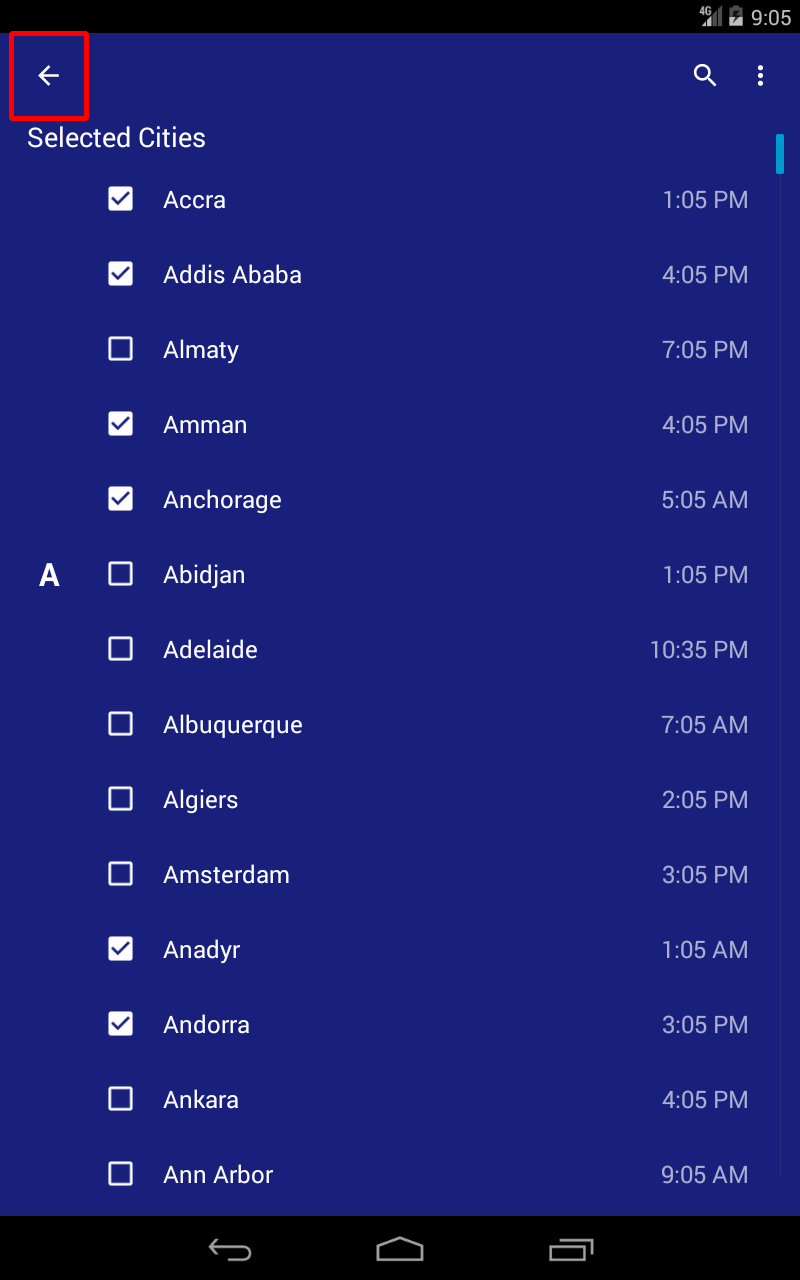 4G 9:05
Selected Cities
Accra 1:05 PM
Addis Ababa 4:05 PM
Almaty 7:05 PM
Amman 4:05 PM
Anchorage 5:05 AM
A Abidjan 1:05 PM
Adelaide 10:35 PM
Albuquerque 7:05 AM
Algiers 2:05 PM
Amsterdam 3:05 PM
Anadyr 1:05 AM
Andorra 3:05 PM
Ankara 4:05 PM
Ann Arbor 9:05 AM